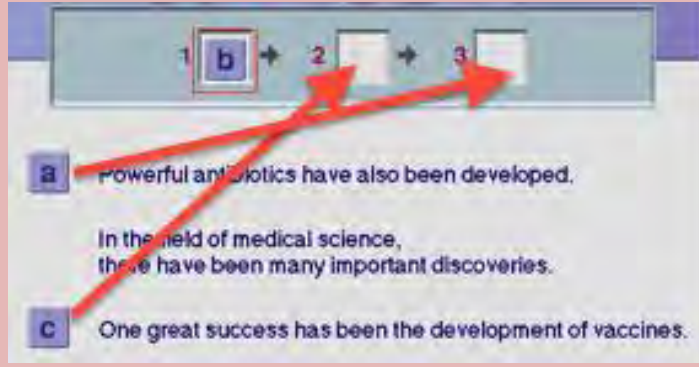 1 b → 2 → 3
a Powerful antibiotics have also been developed.
In the field of medical science,
there have been many important discoveries.
c One great success has been the development of vaccines.